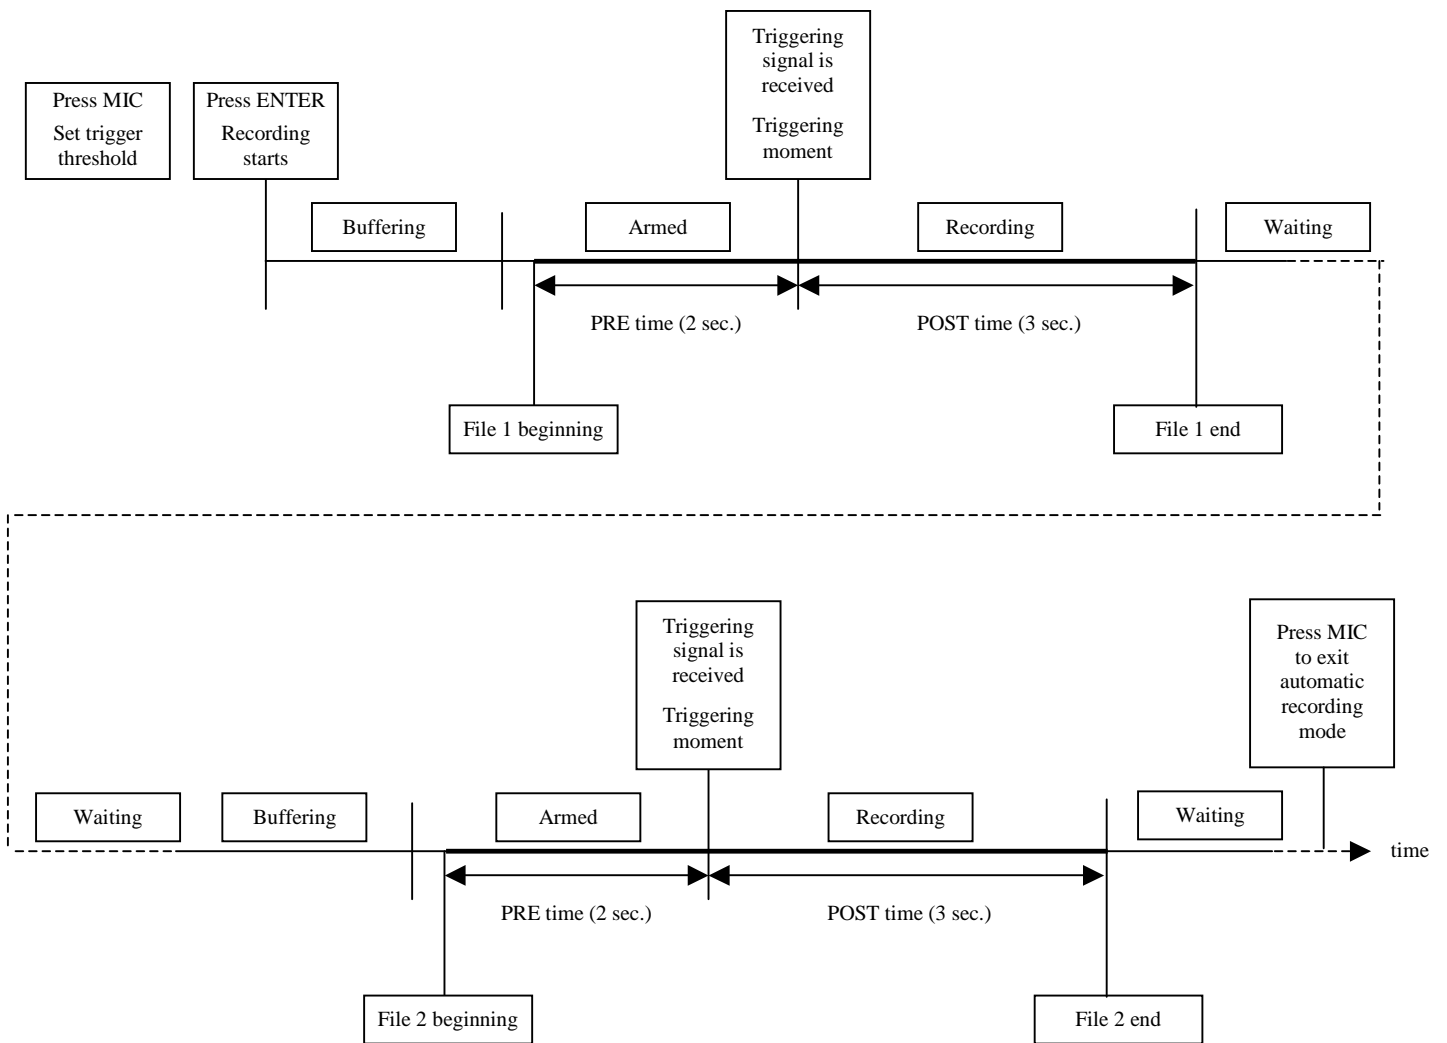 Triggering
signal is
received
Triggering
moment
Press MIC
Set trigger
threshold
Press ENTER
Recording
starts
Buffering
Armed
Recording
Waiting
PRE time (2 sec.)
POST time (3 sec.)
File 1 beginning
File 1 end
Triggering
signal is
received
Triggering
moment
Press MIC
to exit
automatic
recording
mode
Waiting
Buffering
Armed
Recording
Waiting
time
PRE time (2 sec.)
POST time (3 sec.)
File 2 beginning
File 2 end